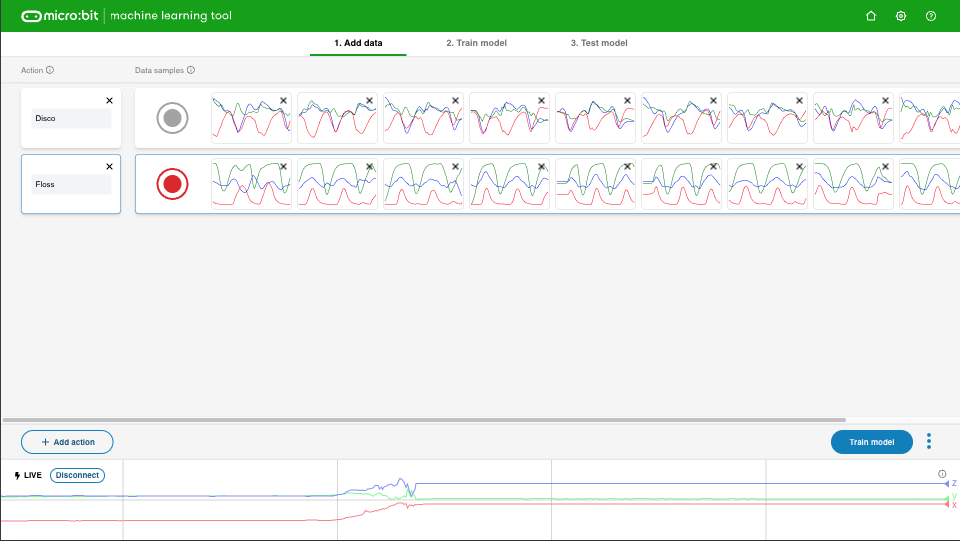 micro:bit machine learning tool
1. Add data 2. Train model 3. Test model
Action Data samples
Disco
Floss
+ Add action Train model
LIVE Disconnect
z
y
x